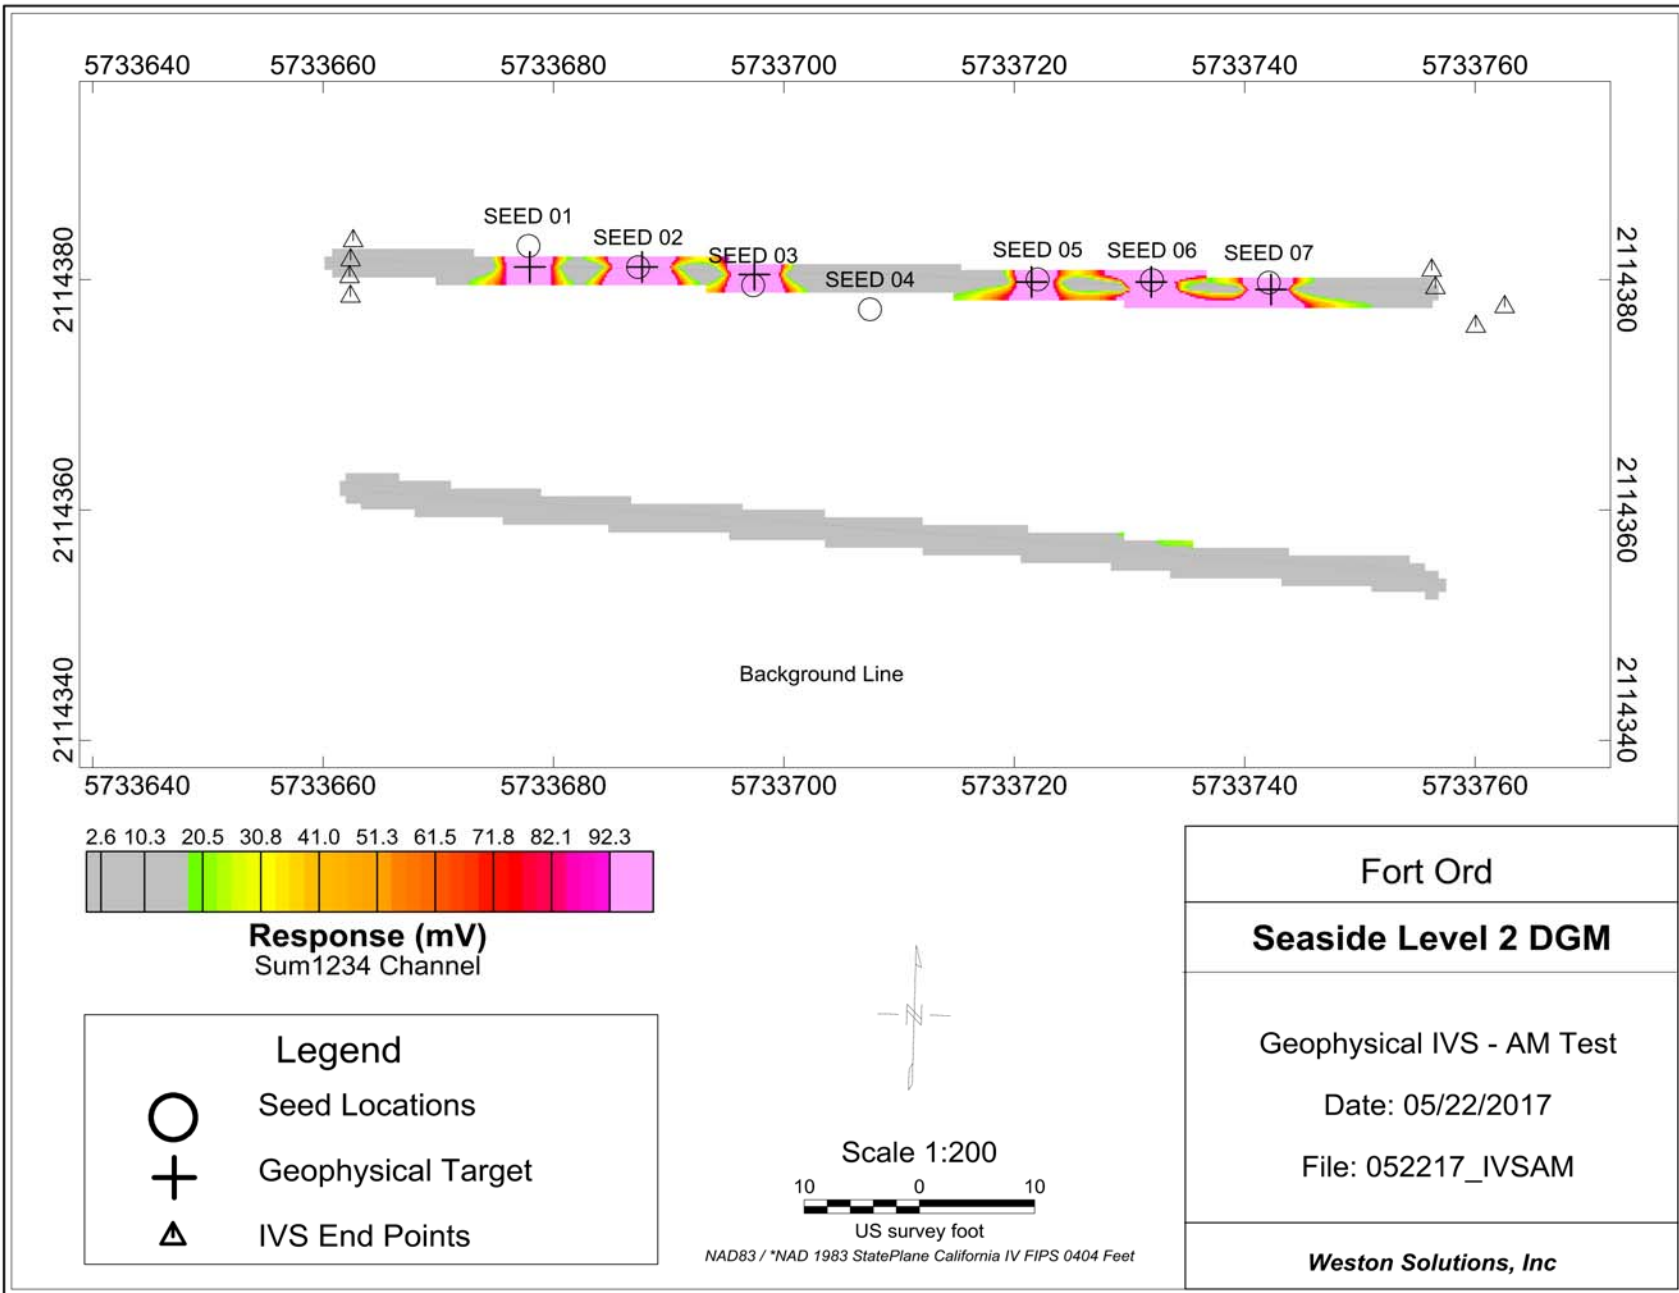 5733640 5733660 5733680 5733700 5733720 5733740 5733760
2114380
2114380
SEED 01
SEED 02
SEED 03
SEED 04
SEED 05
SEED 06
SEED 07
2114360
2114360
Background Line
2114340
2114340
5733640 5733660 5733680 5733700 5733720 5733740 5733760
2.6 10.3 20.5 30.8 41.0 51.3 61.5 71.8 82.1 92.3
Response (mV)
Sum1234 Channel
Legend
Seed Locations
Geophysical Target
IVS End Points
N
Scale 1:200
10 0 10
US survey foot
NAD83 / *NAD 1983 StatePlane California IV FIPS 0404 Feet
Fort Ord
Seaside Level 2 DGM
Geophysical IVS - AM Test
Date: 05/22/2017
File: 052217_IVSAM
Weston Solutions, Inc